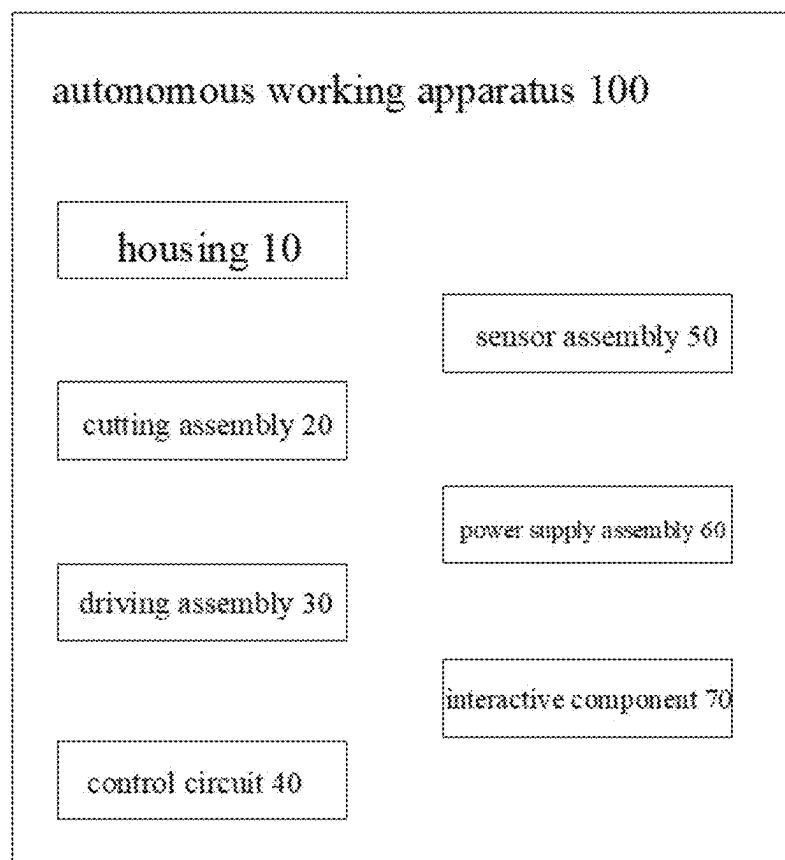 autonomous working apparatus 100
housing 10
cutting assembly 20
driving assembly 30
control circuit 40
sensor assembly 50
power supply assembly 60
interactive component 70